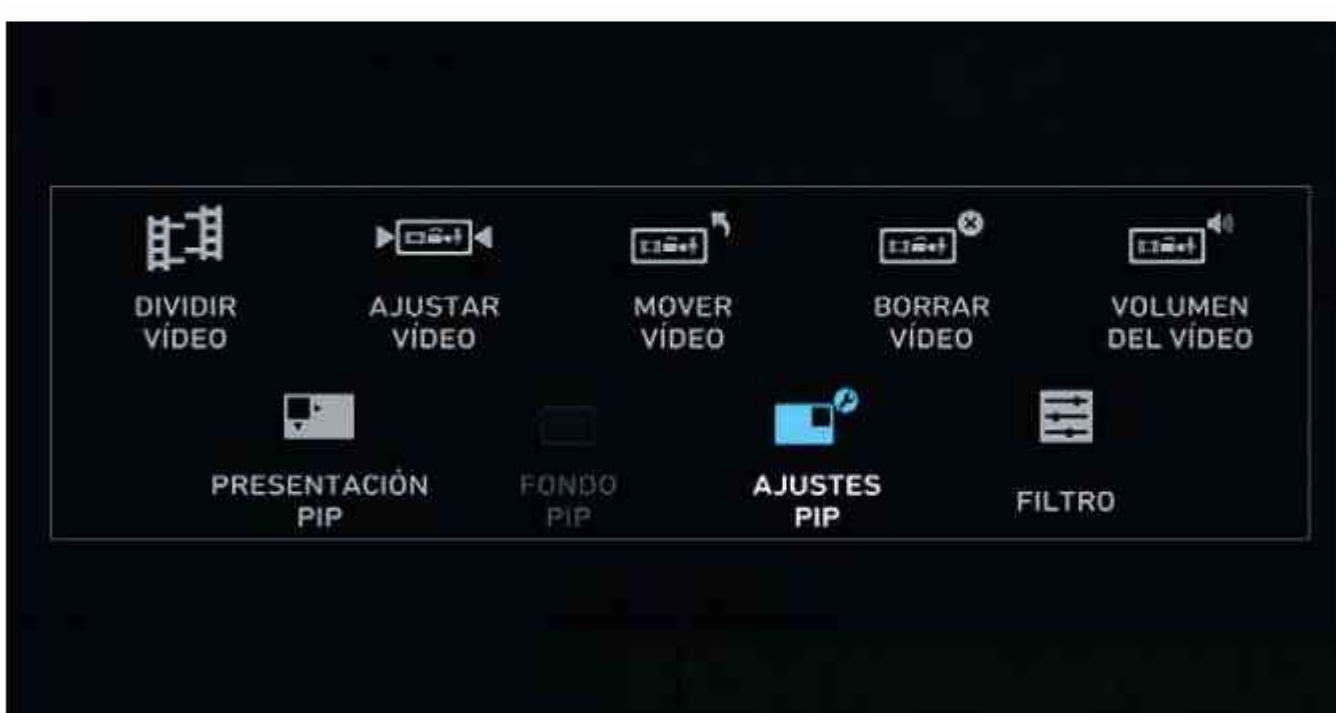 DIVIDIR
VÍDEO
AJUSTAR
VÍDEO
MOVER
VÍDEO
BORRAR
VÍDEO
VOLUMEN
DEL VÍDEO
PRESENTACIÓN
PIP
FONDO
PIP
AJUSTES
PIP
FILTRO